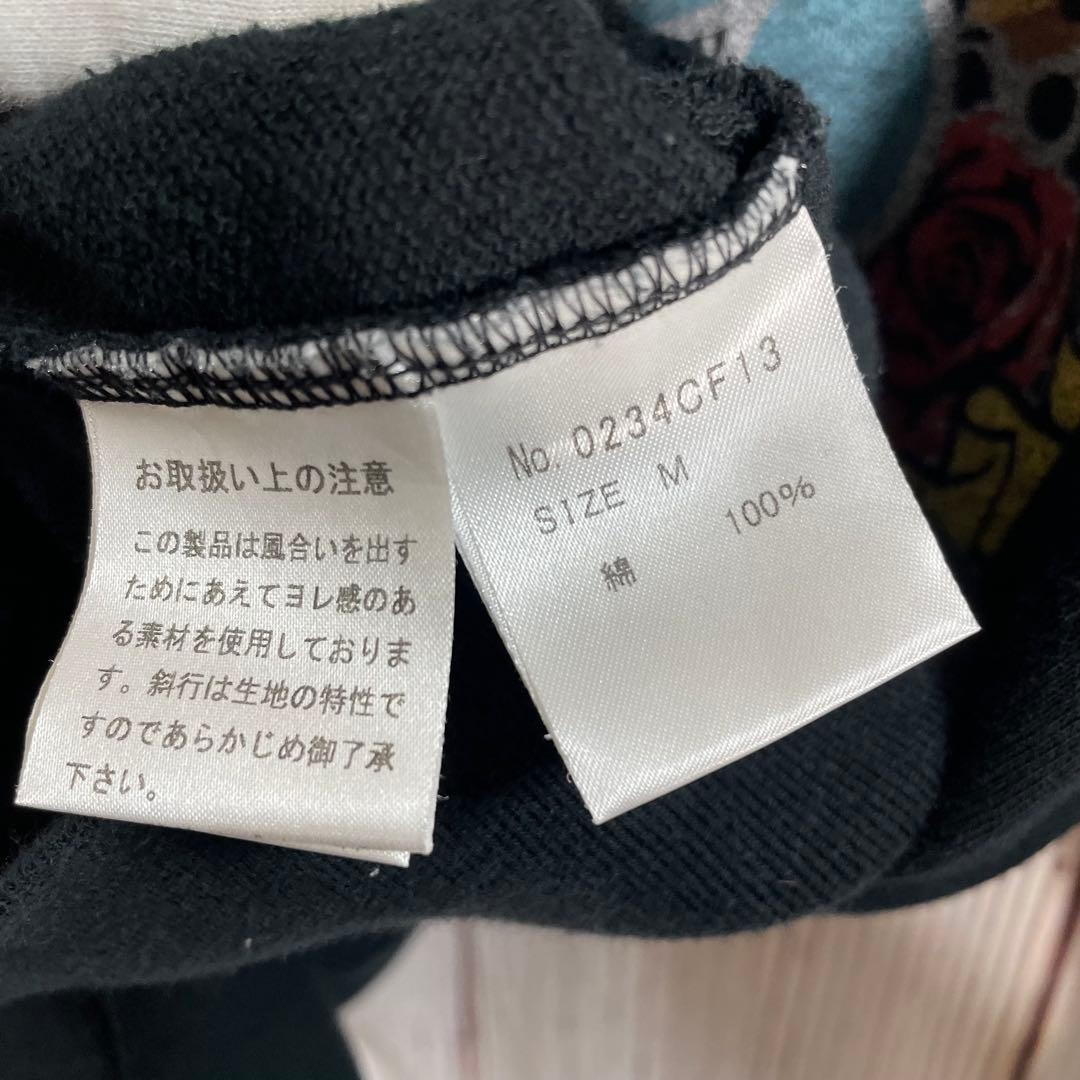 お取扱い上の注意
この製品は風合いを出す
ためにあえてヨレ感のあ
る素材を使用しておりま
す。斜行は生地の特性で
すのであらかじめ御了承
下さい。
No. 0234CF13
SIZE M
綿 100%